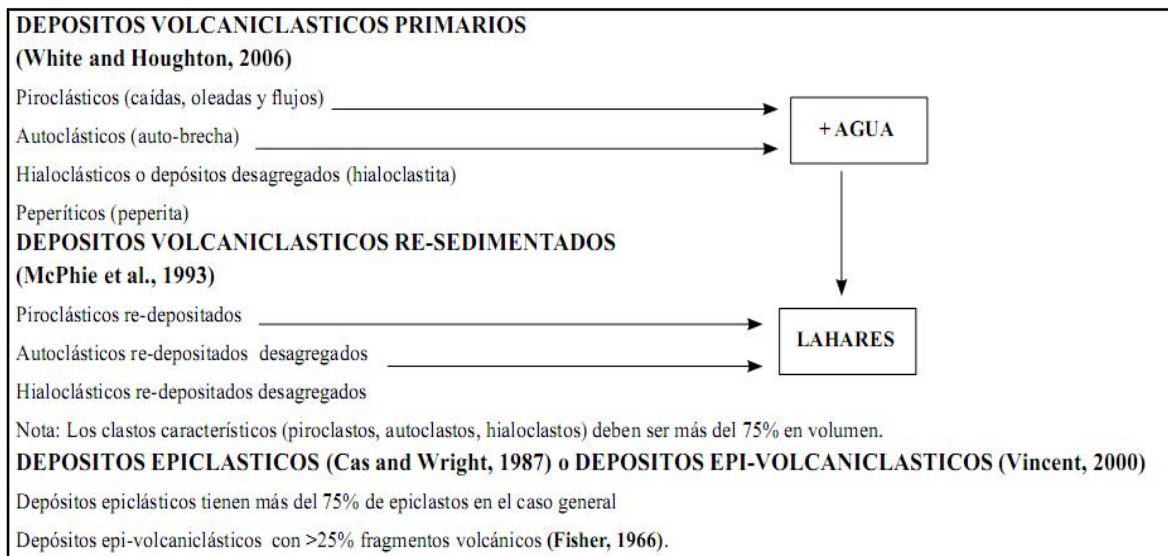 DEPOSITOS VOLCANICLASTICOS PRIMARIOS
(White and Houghton, 2006)
Piroclásticos (caídas, oleadas y flujos)
+ AGUA
Autoclásticos (auto-brecha)
Hialoclásticos o depósitos desagregados (hialoclastita)
Peperíticos (peperita)
DEPOSITOS VOLCANICLASTICOS RE-SEDIMENTADOS
(McPhie et al., 1993)
Piroclásticos re-depositados
LAHARES
Autoclásticos re-depositados desagregados
Hialoclásticos re-depositados desagregados
Nota: Los clastos característicos (piroclastos, autoclastos, hialoclastos) deben ser más del 75% en volumen.
DEPOSITOS EPICLASTICOS (Cas and Wright, 1987) o DEPOSITOS EPI-VOLCANICLASTICOS (Vincent, 2000)
Depósitos epiclásticos tienen más del 75% de epiclastos en el caso general
Depósitos epi-volcaniclásticos con >25% fragmentos volcánicos (Fisher, 1966).